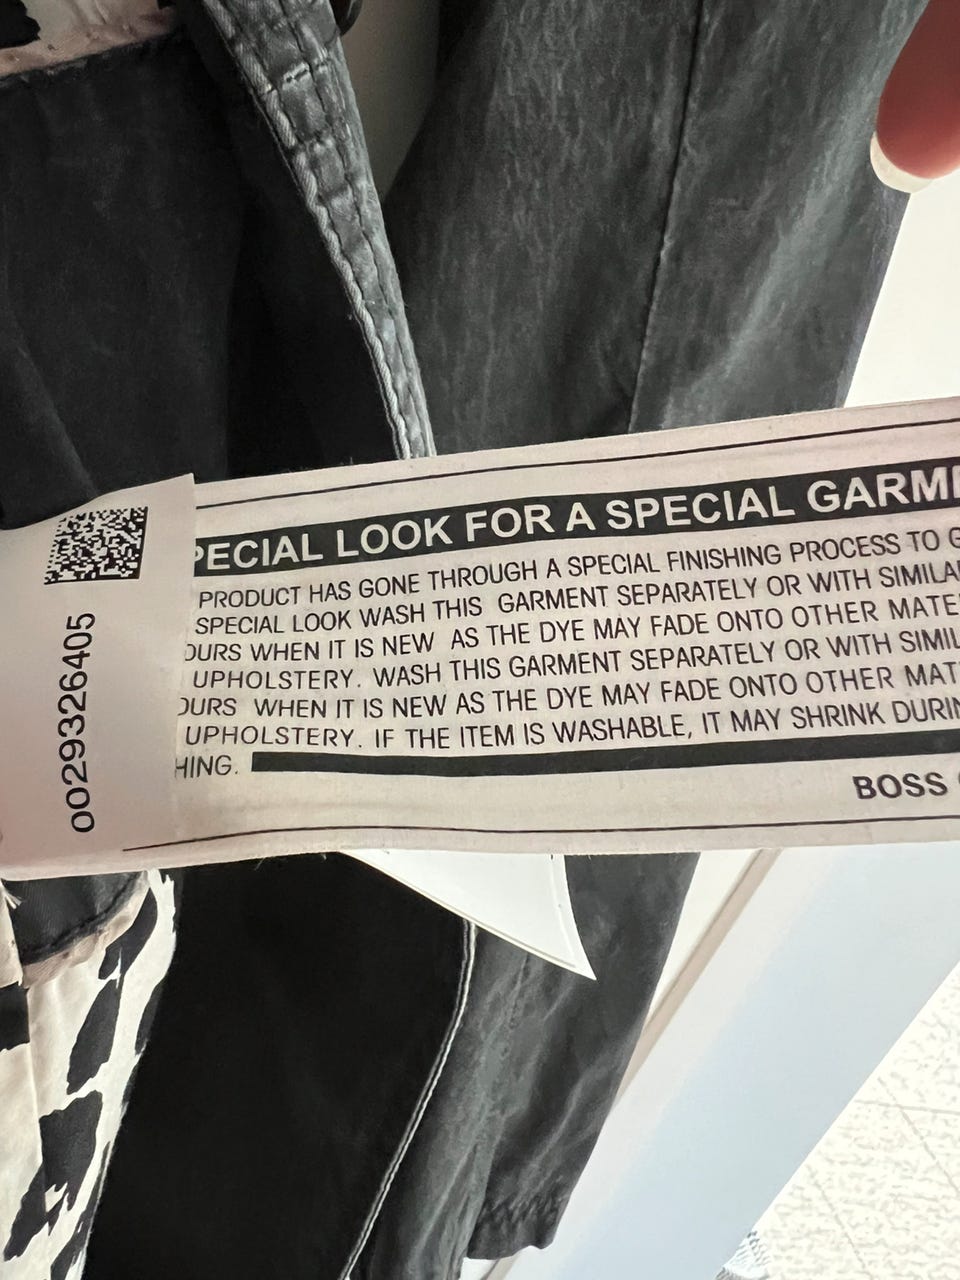 0029326405
PECIAL LOOK FOR A SPECIAL GARM
PRODUCT HAS GONE THROUGH A SPECIAL FINISHING PROCESS TO G
SPECIAL LOOK WASH THIS GARMENT SEPARATELY OR WITH SIMILA
OURS WHEN IT IS NEW AS THE DYE MAY FADE ONTO OTHER MATE
UPHOLSTERY. WASH THIS GARMENT SEPARATELY OR WITH SIMIL
OURS WHEN IT IS NEW AS THE DYE MAY FADE ONTO OTHER MAT
UPHOLSTERY. IF THE ITEM IS WASHABLE, IT MAY SHRINK DURIN
HING.
BOSS